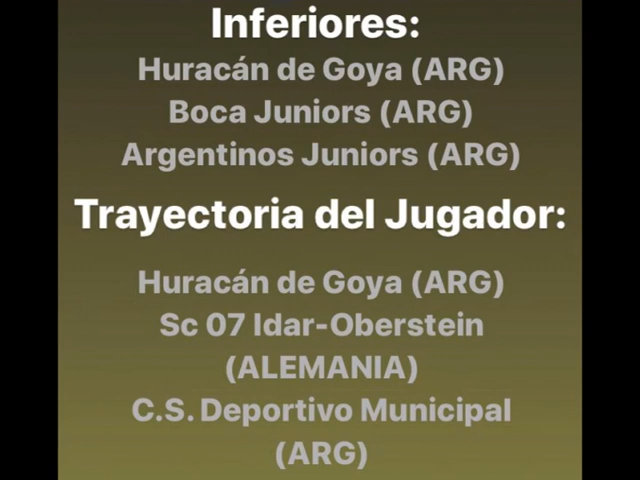 Inferiores:
Huracán de Goya (ARG)
Boca Juniors (ARG)
Argentinos Juniors (ARG)
Trayectoria del Jugador:
Huracán de Goya (ARG)
Sc 07 Idar-Oberstein
(ALEMANIA)
C.S. Deportivo Municipal
(ARG)